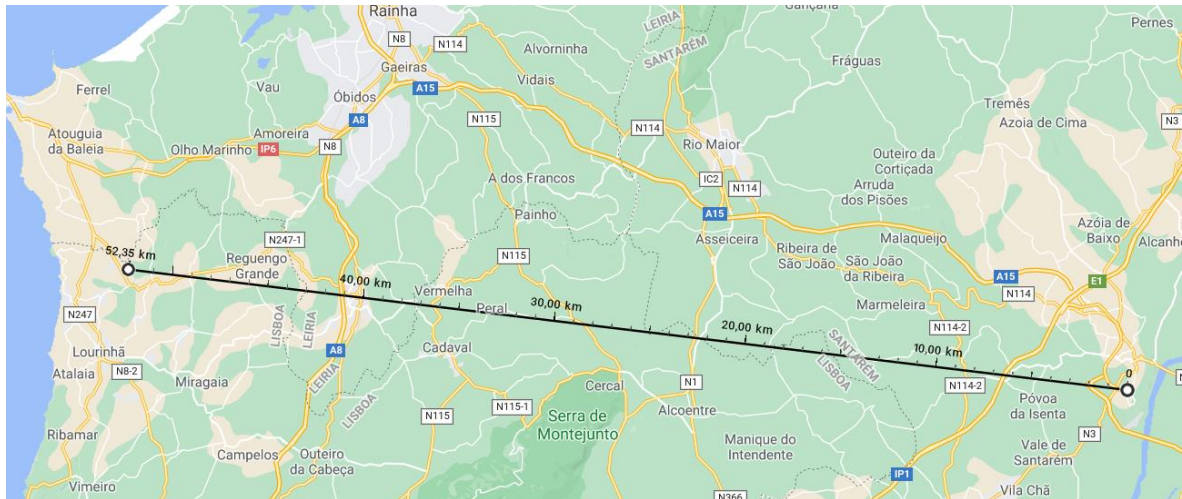 Rainha
N8
N114
Gaeiras
A15
Alvorninha
Vidais
LEIRIA
SANTARÉM
Fráguas
Pernes
Ferrel
Vau
Óbidos
A8
N115
N114
Tremês
Azoia de Cima
N3
Atouguia
da Baleia
Amoreira
Olho Marinho
IP6
N8
Rio Maior
IC2
N114
Outeiro da
Cortiçada
Arruda
dos Pisões
A dos Francos
Painho
A15
Asseiceira
Ribeira de
São João
Malaqueijo
Azóia de
Baixo
Alcanho
52,35 km
N247-1
Reguengo
Grande
N115
São João
da Ribeira
A15
E1
N114
40,00 km
Vermelha
Peral
30,00 km
Marmeleira
N247
LISBOA
LEIRIA
20,00 km
N114-2
10,00 km
Lourinhã
Atalaia
N8-2
Miragaia
A8
LEIRIA
LISBOA
Cadaval
Cercal
N1
SANTARÉM
LISBOA
N114-2
0
Póvoa
da Isenta
N115
N115-1
Serra de
Montejunto
Alcoentre
N3
Ribamar
Campelos
Outeiro
da Cabeça
Manique do
Intendente
Vale de
Santarém
IP1
Vimeiro
N366
Vila Chã